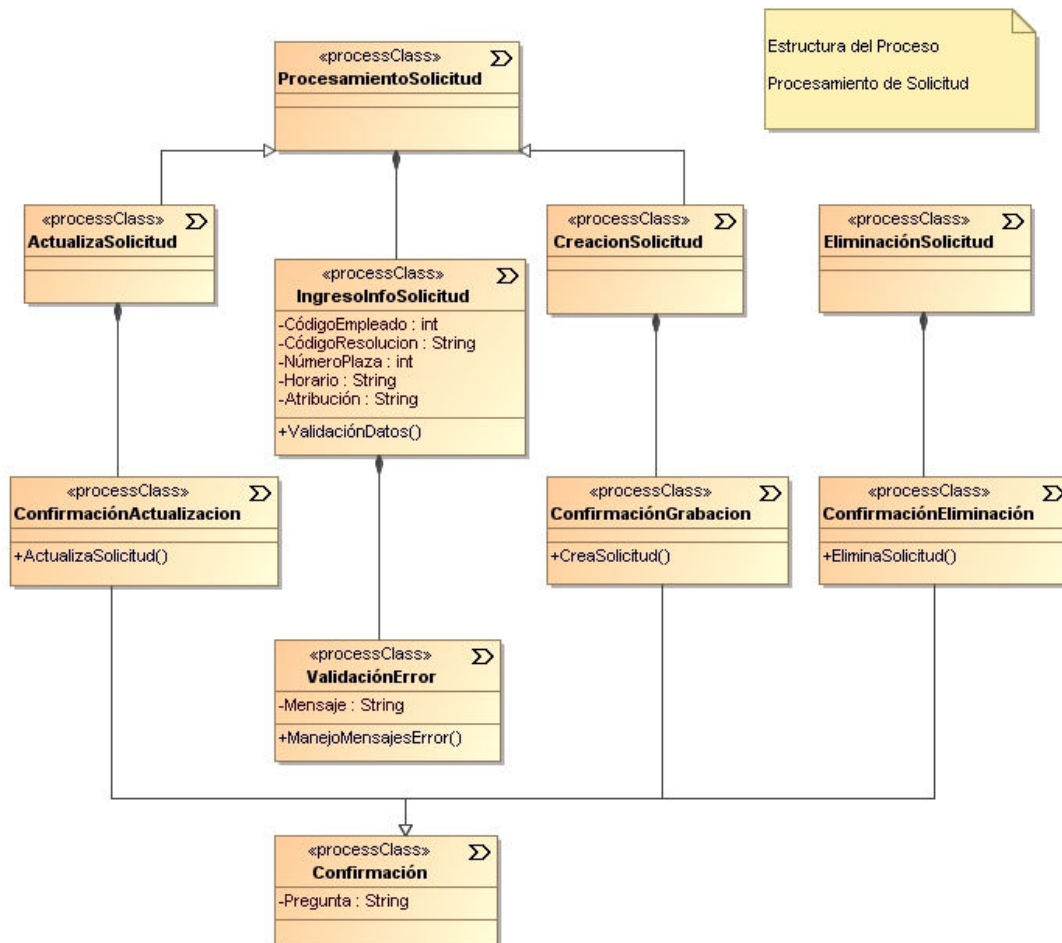 Estructura del Proceso
Procesamiento de Solicitud
«processClass»
ProcesamientoSolicitud
«processClass»
ActualizaSolicitud
«processClass»
IngresoInfoSolicitud
-CódigoEmpleado : int
-CódigoResolucion : String
-NúmeroPlaza : int
-Horario : String
-Atribución : String
+ValidaciónDatos()
«processClass»
CreacionSolicitud
«processClass»
EliminaciónSolicitud
«processClass»
ConfirmaciónActualizacion
+ActualizaSolicitud()
«processClass»
ConfirmaciónGrabacion
+CreaSolicitud()
«processClass»
ConfirmaciónEliminación
+EliminaSolicitud()
«processClass»
ValidaciónError
-Mensaje : String
+ManejoMensajesError()
«processClass»
Confirmación
-Pregunta : String